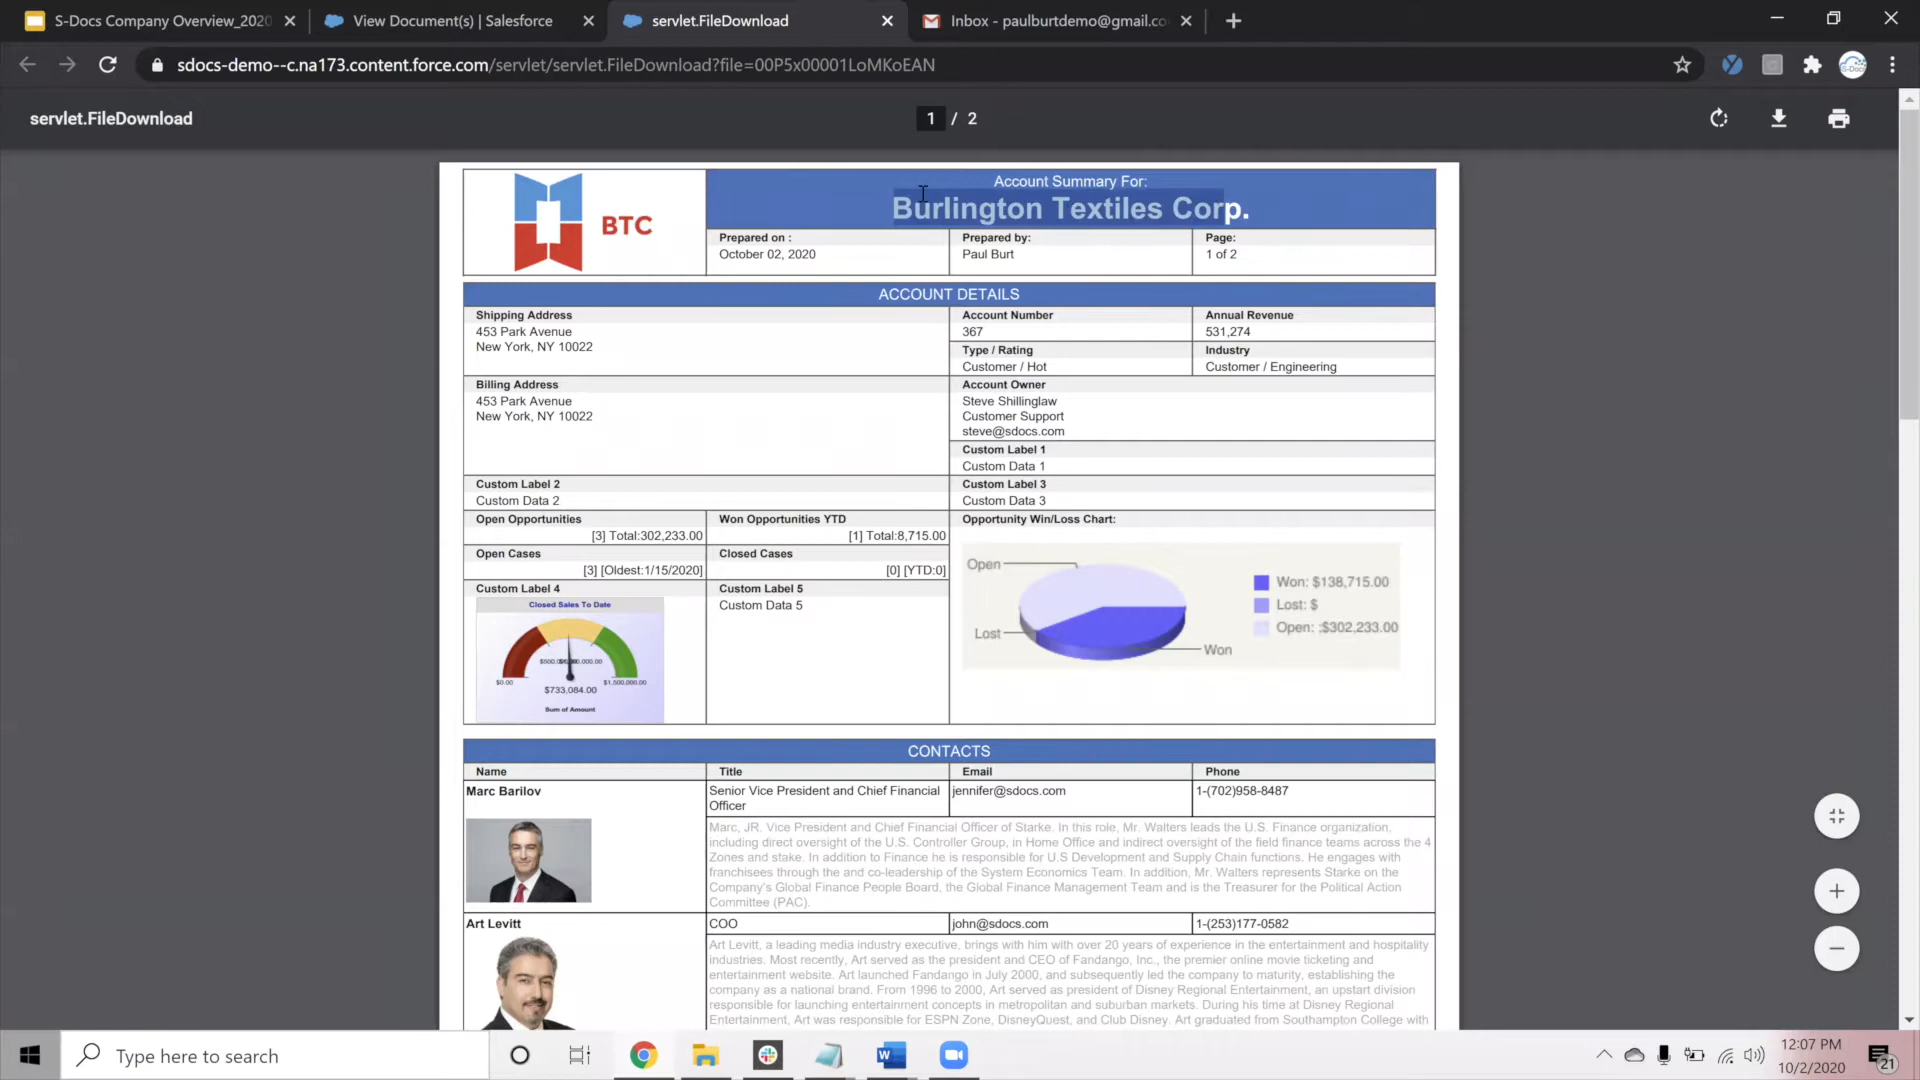 S-Docs Company Overview_2020
View Document(s) | Salesforce
servlet.FileDownload
Inbox - paulburtdemo@gmail.co
sdocs-demo--c.na173.content.force.com/servlet/servlet.FileDownload?file=00P5x00001LoMKoEAN
servlet.FileDownload
1 / 2
BTC
Account Summary For:
Burlington Textiles Corp.
Prepared on :
October 02, 2020
Prepared by:
Paul Burt
Page:
1 of 2
ACCOUNT DETAILS
Shipping Address
453 Park Avenue
New York, NY 10022
Account Number
367
Annual Revenue
531,274
Type / Rating
Customer / Hot
Industry
Customer / Engineering
Billing Address
453 Park Avenue
New York, NY 10022
Account Owner
Steve Shillinglaw
Customer Support
steve@sdocs.com
Custom Label 1
Custom Data 1
Custom Label 2
Custom Data 2
Custom Label 3
Custom Data 3
Open Opportunities
[3] Total:302,233.00
Won Opportunities YTD
[1] Total:8,715.00
Opportunity Win/Loss Chart:
Open Cases
[3] [Oldest:1/15/2020]
Closed Cases
[0] [YTD:0]
Custom Label 4
Closed Sales To Date
$0.00
$1,500,000.00
$733,084.00
Sum of Amount
Custom Label 5
Custom Data 5
Open
Lost
Won
Won: $138,715.00
Lost: $
Open: :$302,233.00
CONTACTS
Name Title Email Phone
Marc Barilov
Senior Vice President and Chief Financial
Officer
jennifer@sdocs.com
1-(702)958-8487
Marc, JR. Vice President and Chief Financial Officer of Starke. In this role, Mr. Walters leads the U.S. Finance organization,
including direct oversight of the U.S. Controller Group, in Home Office and indirect oversight of the field finance teams across the 4
Zones and stake. In addition to Finance he is responsible for U.S Development and Supply Chain functions. He engages with
franchisees through the and co-leadership of the System Economics Team. In addition, Mr. Walters represents Starke on the
Company's Global Finance People Board, the Global Finance Management Team and is the Treasurer for the Political Action
Committee (PAC).
Art Levitt
COO
john@sdocs.com
1-(253)177-0582
Art Levitt, a leading media industry executive, brings with him with over 20 years of experience in the entertainment and hospitality
industries. Most recently, Art served as the president and CEO of Fandango, Inc., the premier online movie ticketing and
entertainment website. Art launched Fandango in July 2000, and subsequently led the company to maturity, establishing the
company as a national brand. From 1996 to 2000, Art served as president of Disney Regional Entertainment, an upstart division
responsible for launching entertainment concepts in metropolitan and suburban markets. During his time at Disney Regional
Entertainment, Art was responsible for ESPN Zone, DisneyQuest, and Club Disney. Art graduated from Southampton College with
Type here to search
12:07 PM
10/2/2020
21